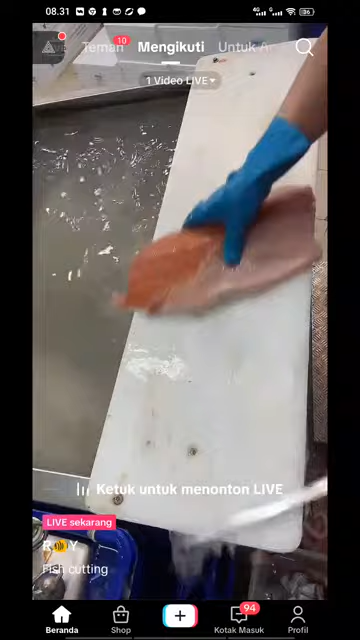 08.31
Teman 10 Mengikuti Untuk A
1 Video LIVE
Ketuk untuk menonton LIVE
LIVE sekarang
Fish cutting
94
Beranda Shop Kotak Masuk Profil